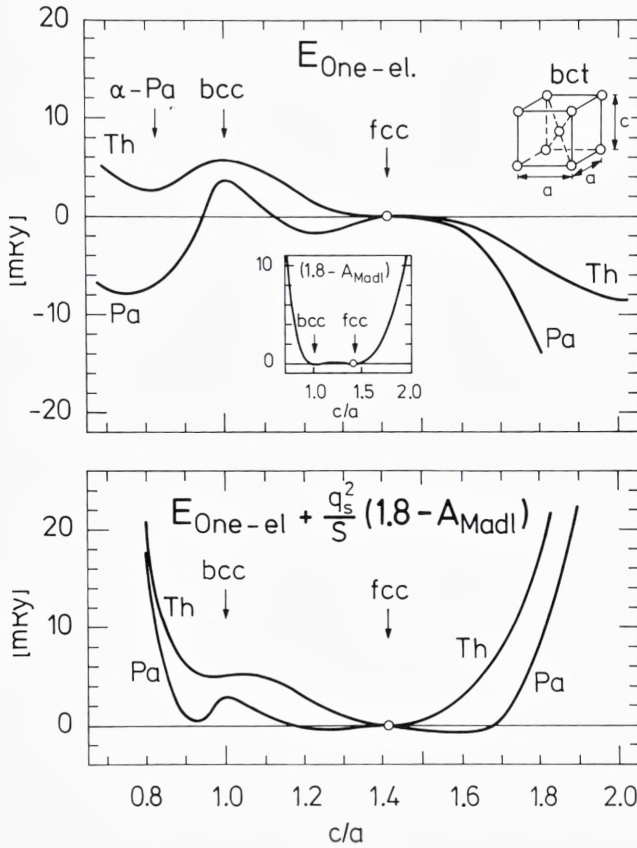 20
E One-el.
bct
α-Pa bcc
fcc
c
a
a
10
Th
0
[mRy]
Pa
Th
Pa
-10
-20
10
(1.8 - A Madl)
bcc fcc
0
1.0 1.5 2.0
c/a
E One-el + q_s^2/S (1.8 - A Madl)
20
bcc
fcc
Th
Th
10
[mRy]
Pa
Pa
0
0.8 1.0 1.2 1.4 1.6 1.8 2.0
c/a